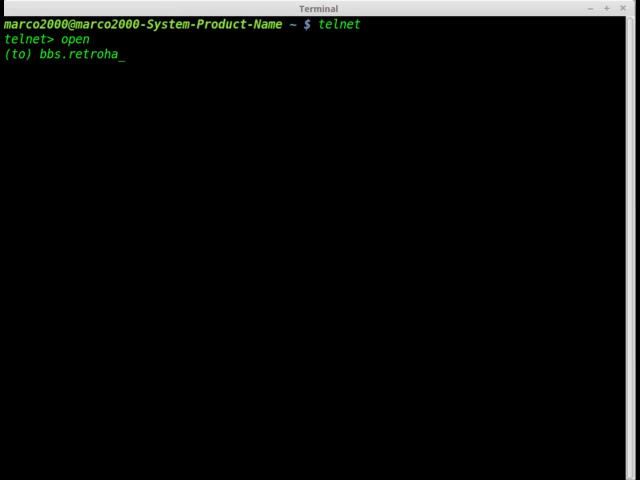 Terminal
marco2000@marco2000-System-Product-Name ~ $ telnet
telnet> open
(to) bbs.retroha_